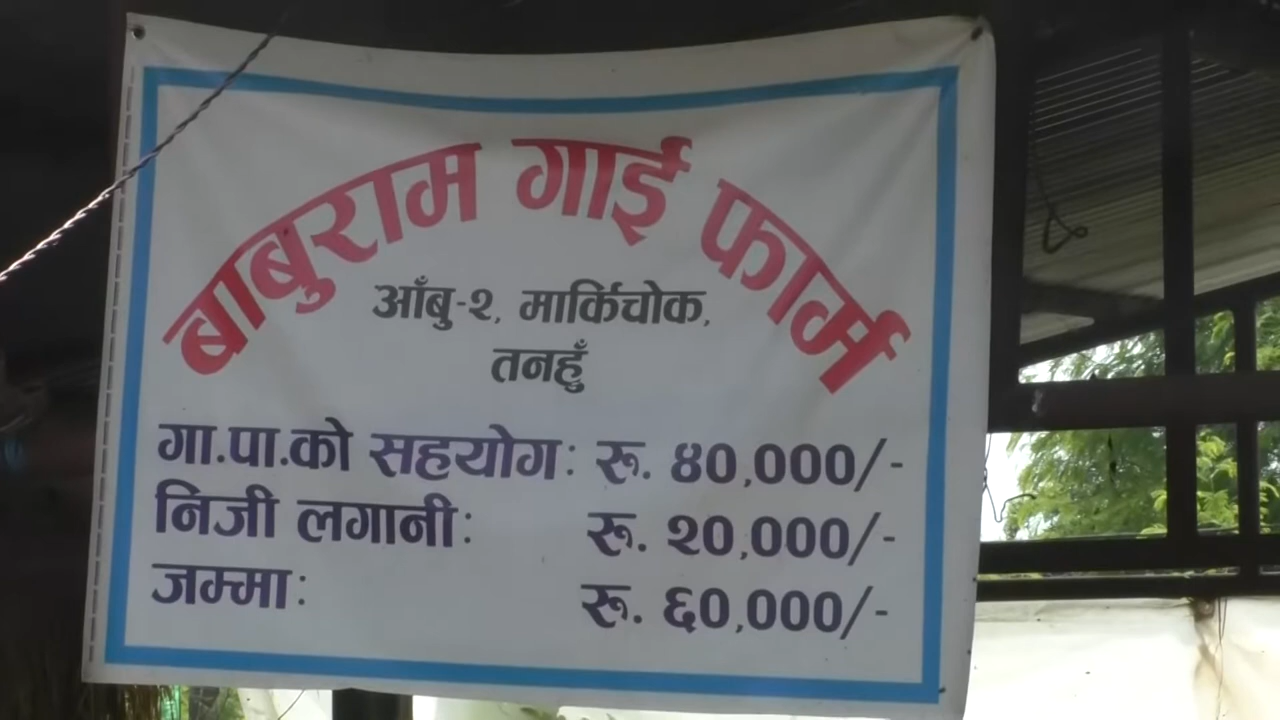 बाबुराम गाई फार्म
आँबु-२, मार्किचोक,
तनहुँ
गा.पा.को सहयोग: रू. ४०,०००/-
निजी लगानी: रू. २०,०००/-
जम्मा: रू. ६०,०००/-